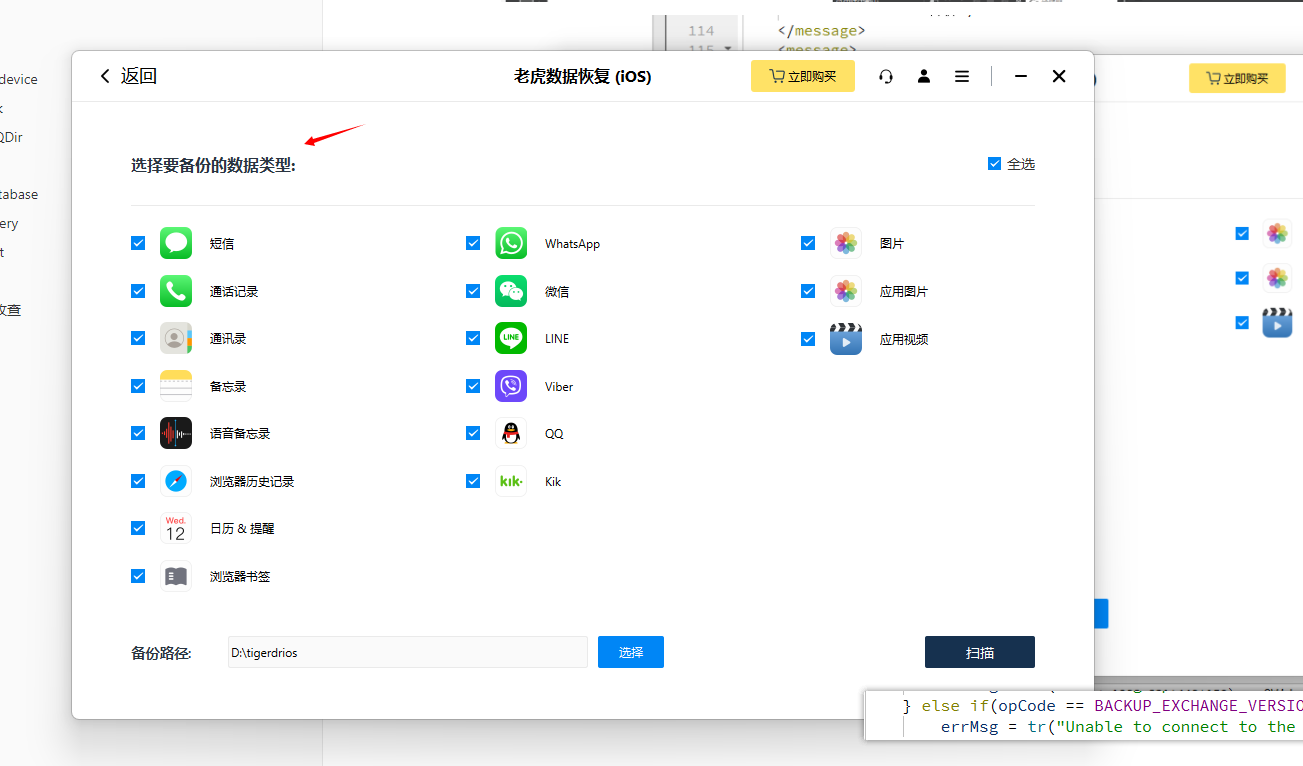 114
</message>
115
<message>
device
QDir
tabase
ery
t
返回
老虎数据恢复 (iOS)
立即购买
立即购买
选择要备份的数据类型:
全选
短信
WhatsApp
图片
通话记录
微信
应用图片
通讯录
LINE
LINE
应用视频
备忘录
Viber
语音备忘录
QQ
浏览器历史记录
kik·
Kik
Wed.
12
日历 & 提醒
浏览器书签
备份路径:
D:\tigerdrios
选择
扫描
} else if(opCode == BACKUP_EXCHANGE_VERSIO
errMsg = tr("Unable to connect to the